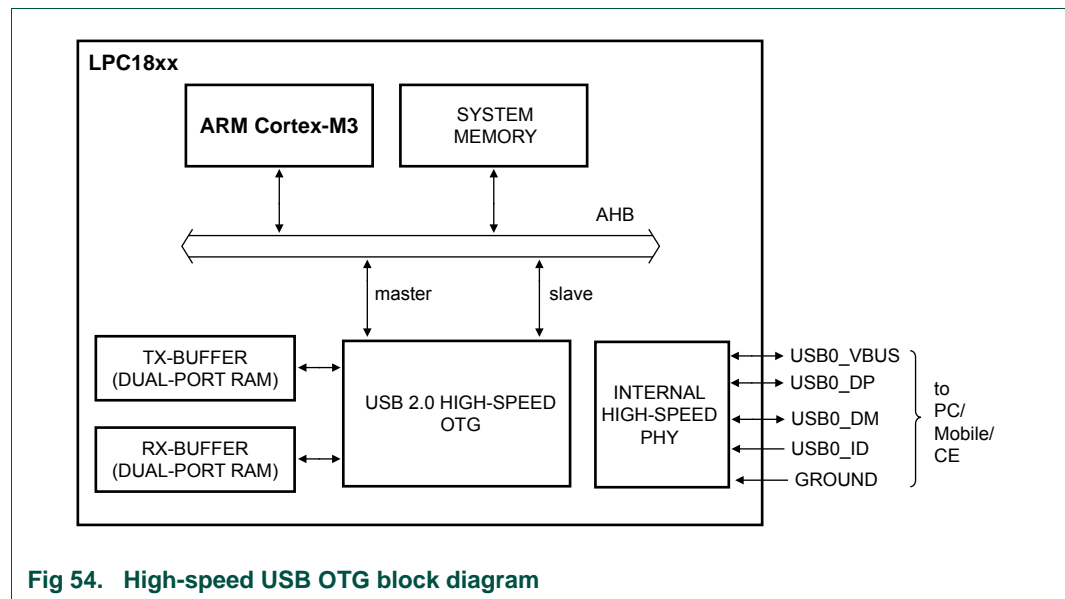 LPC18xx
ARM Cortex-M3
SYSTEM
MEMORY
AHB
master
slave
TX-BUFFER
(DUAL-PORT RAM)
RX-BUFFER
(DUAL-PORT RAM)
USB 2.0 HIGH-SPEED
OTG
INTERNAL
HIGH-SPEED
PHY
USB0_VBUS
USB0_DP
USB0_DM
USB0_ID
GROUND
to
PC/
Mobile/
CE
Fig 54. High-speed USB OTG block diagram